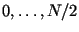 0, . . . , N/2